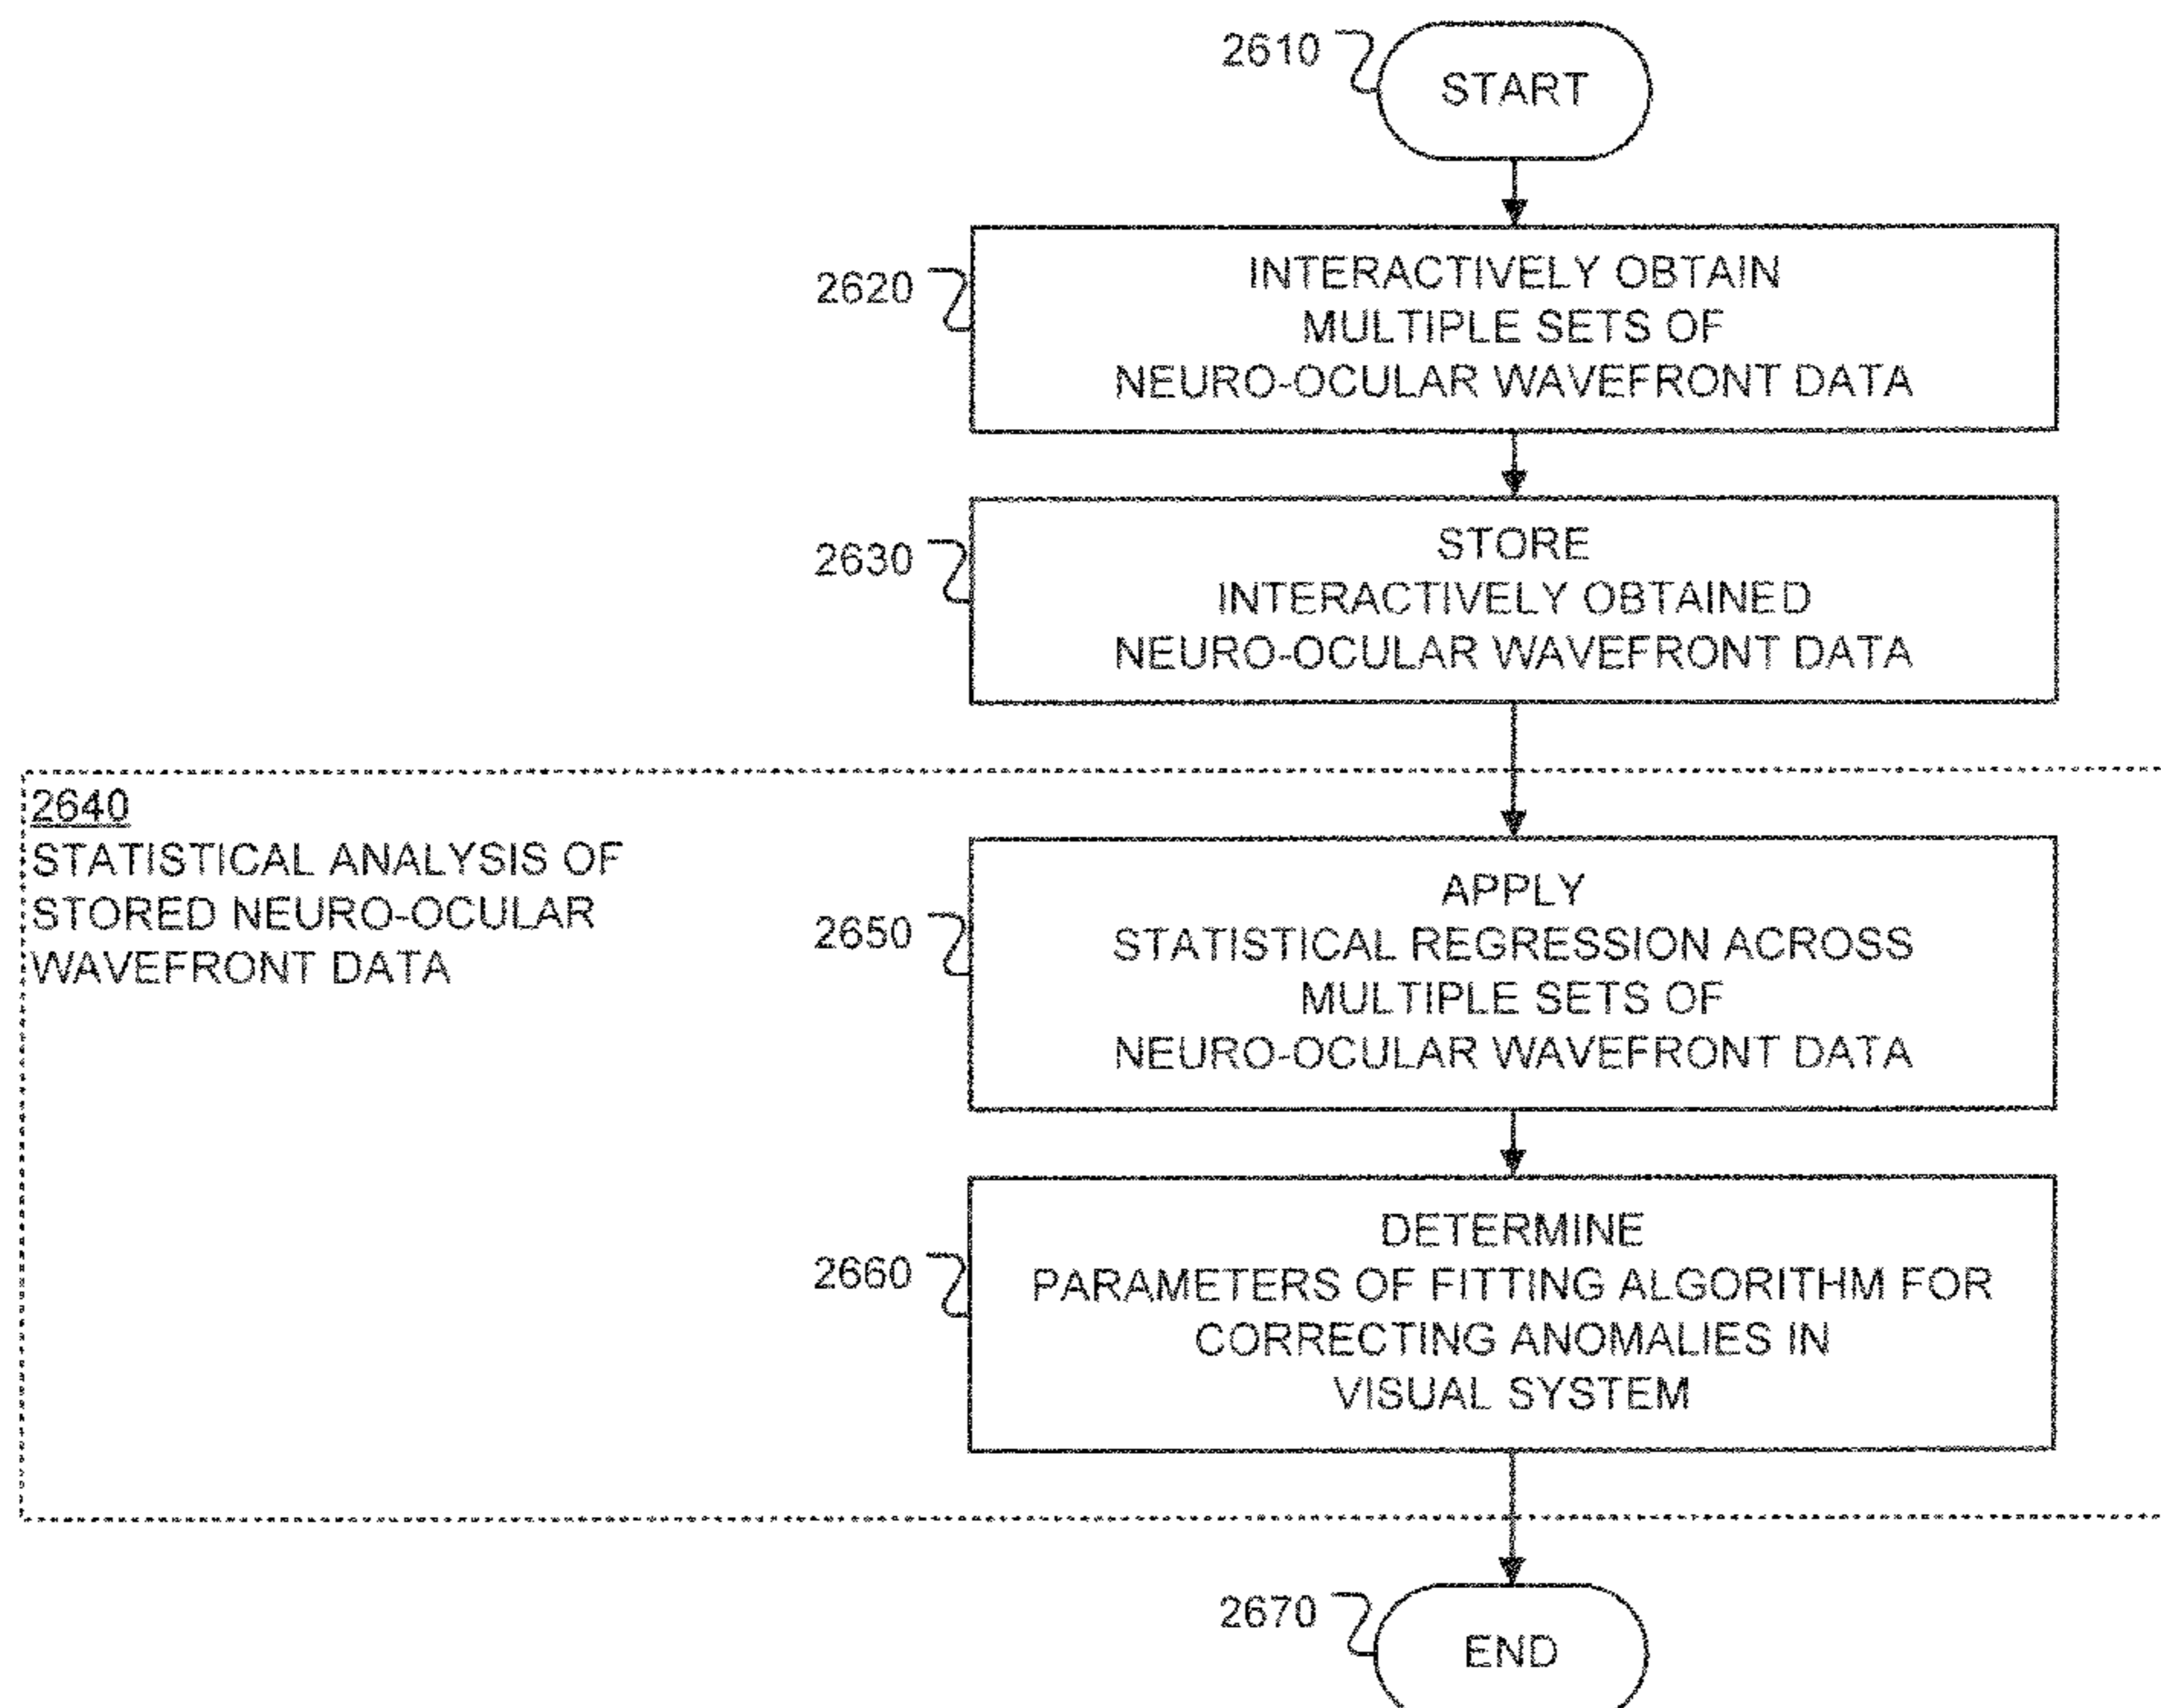 2610
START
2620
INTERACTIVELY OBTAIN
MULTIPLE SETS OF
NEURO-OCULAR WAVEFRONT DATA
2630
STORE
INTERACTIVELY OBTAINED
NEURO-OCULAR WAVEFRONT DATA
2640
STATISTICAL ANALYSIS OF
STORED NEURO-OCULAR
WAVEFRONT DATA
2650
APPLY
STATISTICAL REGRESSION ACROSS
MULTIPLE SETS OF
NEURO-OCULAR WAVEFRONT DATA
2660
DETERMINE
PARAMETERS OF FITTING ALGORITHM FOR
CORRECTING ANOMALIES IN
VISUAL SYSTEM
2670
END